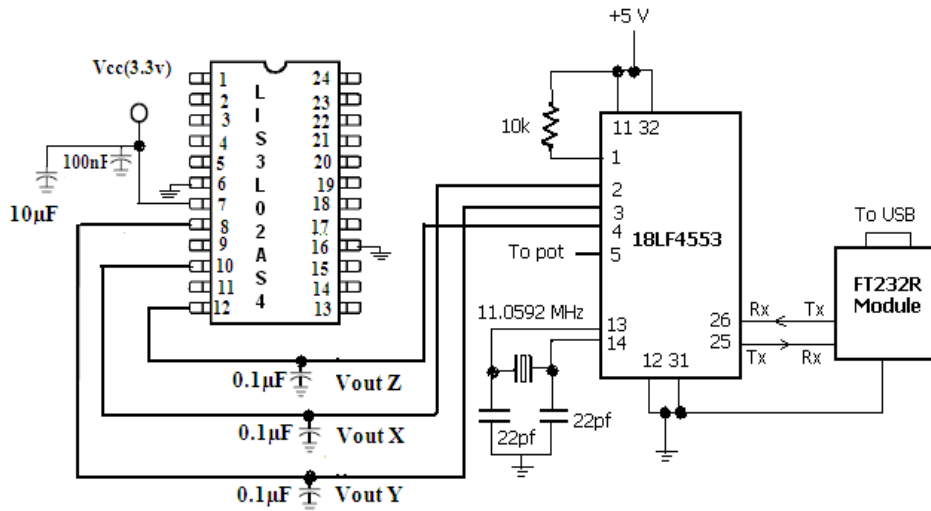 +5 V
Vcc(3.3v)
1 24
2 23
3 22
4 21
5 20
6 19
7 18
8 17
9 16
10 15
11 14
12 13
L
I
S
3
L
0
2
A
S
4
100nF
10µF
10k
11 32
1
2
3
4
5
18LF4553
To pot
13
14
26
25
12 31
11.0592 MHz
22pf
22pf
To USB
FT232R
Module
Rx Tx
Tx Rx
0.1µF Vout Z
0.1µF Vout X
0.1µF Vout Y